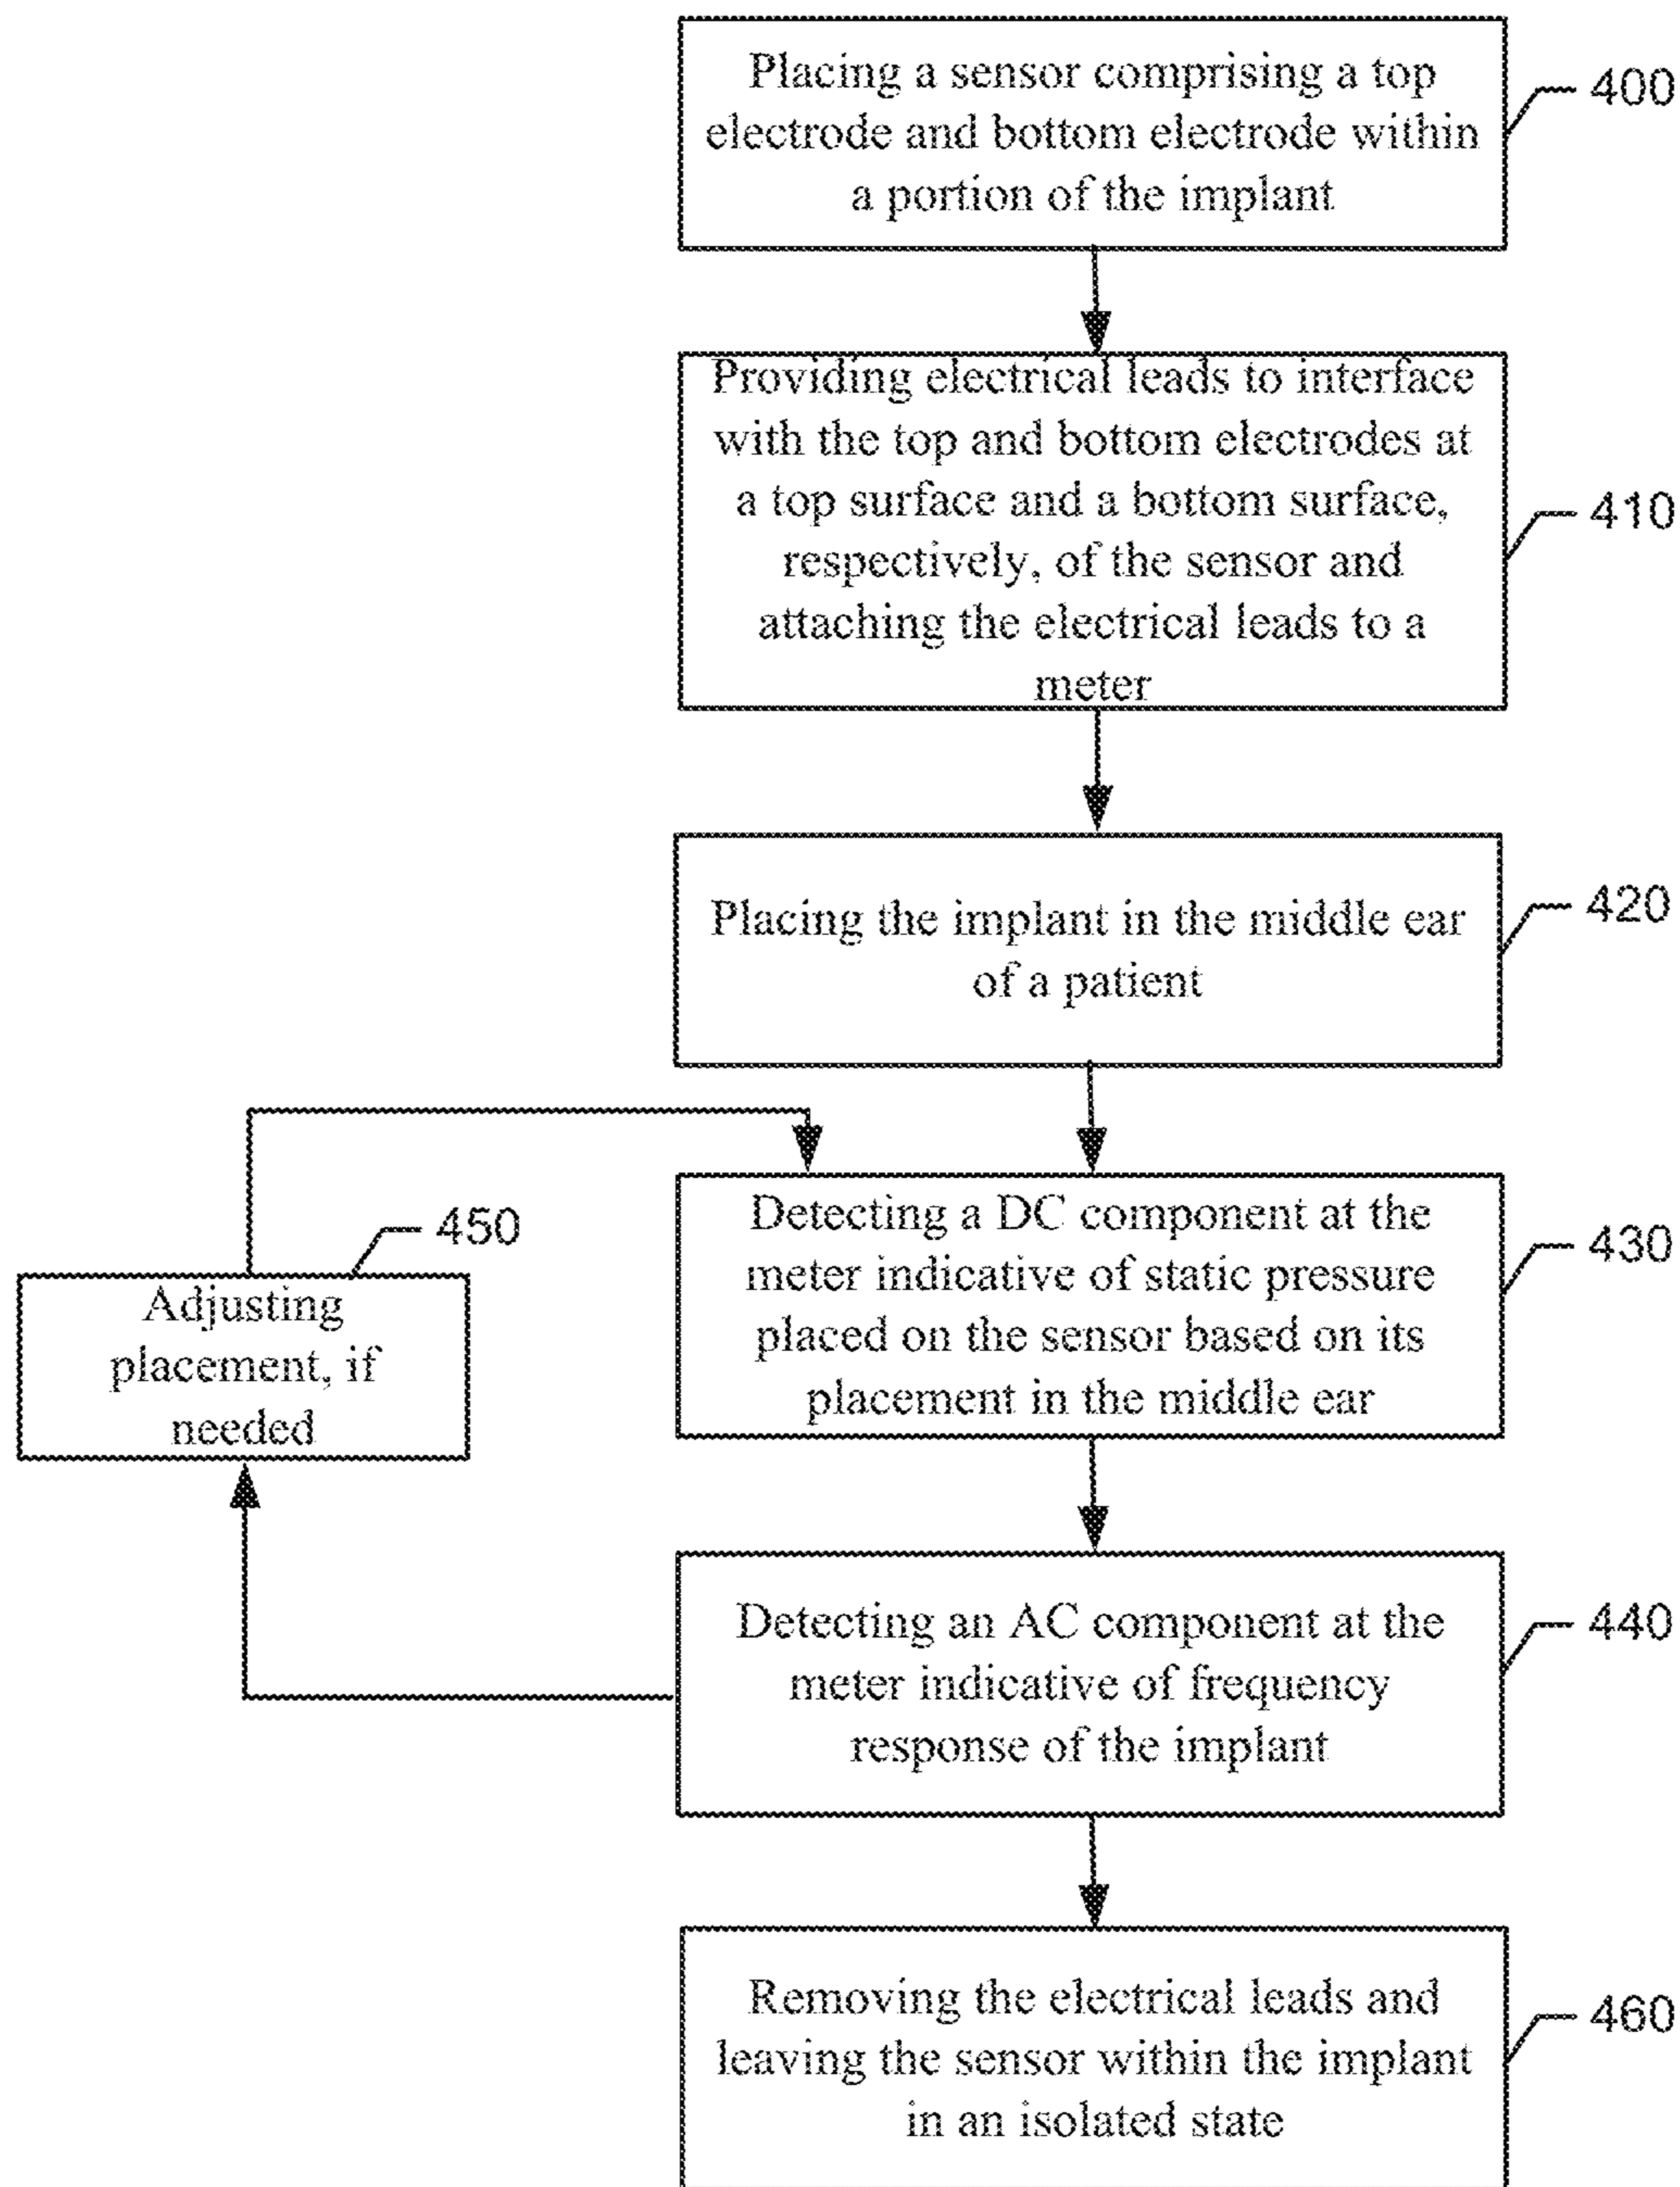 Placing a sensor comprising a top
electrode and bottom electrode within
a portion of the implant
400
Providing electrical leads to interface
with the top and bottom electrodes at
a top surface and a bottom surface,
respectively, of the sensor and
attaching the electrical leads to a
meter
410
Placing the implant in the middle ear
of a patient
420
Detecting a DC component at the
meter indicative of static pressure
placed on the sensor based on its
placement in the middle ear
430
450
Adjusting
placement, if
needed
Detecting an AC component at the
meter indicative of frequency
response of the implant
440
Removing the electrical leads and
leaving the sensor within the implant
in an isolated state
460